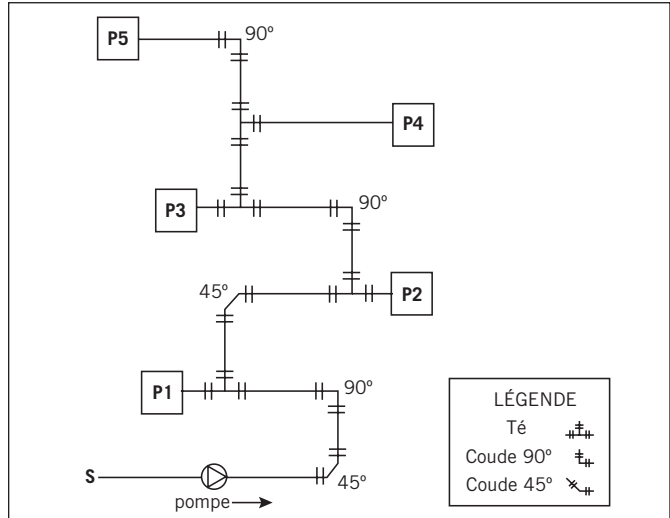 P5
90º
P4
P3
90º
45º
P2
P1
90º
S
45º
pompe
LÉGENDE
Té
Coude 90º
Coude 45º